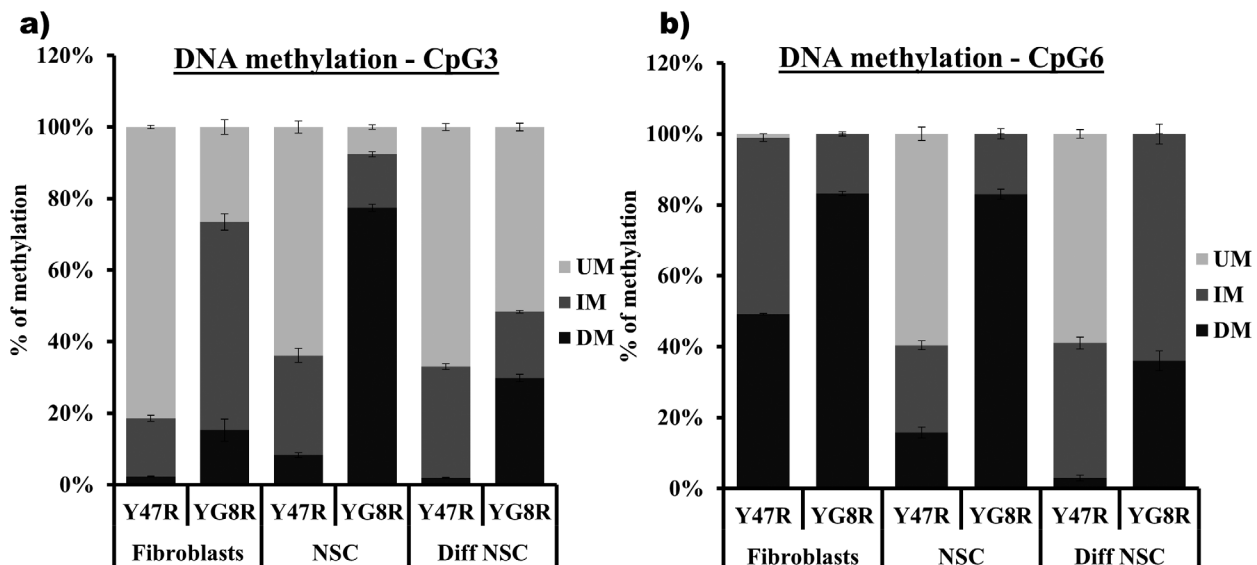 a)
DNA methylation - CpG3
% of methylation
120%
100%
80%
60%
40%
20%
0%
UM
IM
DM
Y47R YG8R Y47R YG8R Y47R YG8R
Fibroblasts NSC Diff NSC
b)
DNA methylation - CpG6
% of methylation
120%
100%
80%
60%
40%
20%
0%
UM
IM
DM
Y47R YG8R Y47R YG8R Y47R YG8R
Fibroblasts NSC Diff NSC